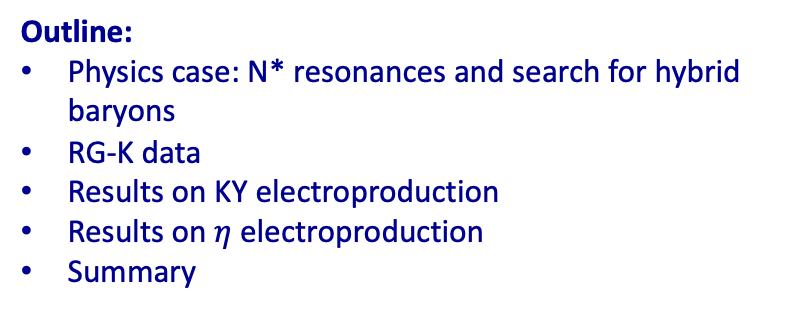 Outline:
• Physics case: N* resonances and search for hybrid
baryons
• RG-K data
• Results on KY electroproduction
• Results on η electroproduction
• Summary